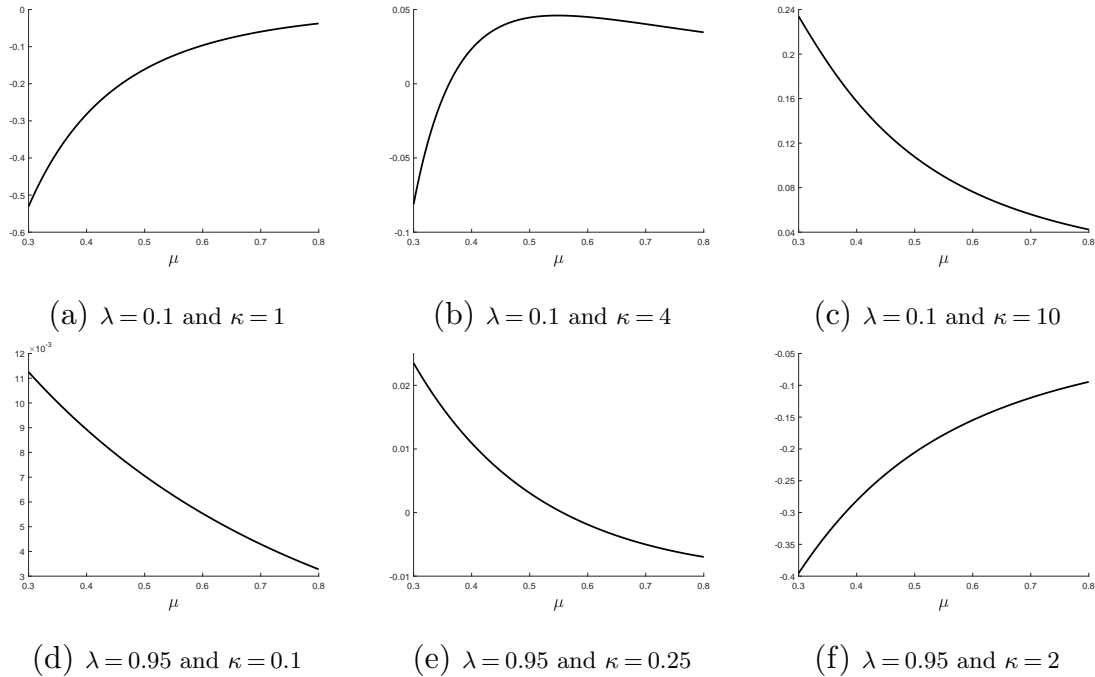 0
-0.1
-0.2
-0.3
-0.4
-0.5
-0.6
0.3 0.4 0.5 0.6 0.7 0.8
μ
(a) λ = 0.1 and κ = 1
0.05
0
-0.05
-0.1
0.3 0.4 0.5 0.6 0.7 0.8
μ
(b) λ = 0.1 and κ = 4
0.24
0.2
0.16
0.12
0.08
0.04
0.3 0.4 0.5 0.6 0.7 0.8
μ
(c) λ = 0.1 and κ = 10
×10⁻³
12
11
10
9
8
7
6
5
4
3
0.3 0.4 0.5 0.6 0.7 0.8
μ
(d) λ = 0.95 and κ = 0.1
0.02
0.01
0
-0.01
0.3 0.4 0.5 0.6 0.7 0.8
μ
(e) λ = 0.95 and κ = 0.25
-0.05
-0.1
-0.15
-0.2
-0.25
-0.3
-0.35
-0.4
0.3 0.4 0.5 0.6 0.7 0.8
μ
(f) λ = 0.95 and κ = 2